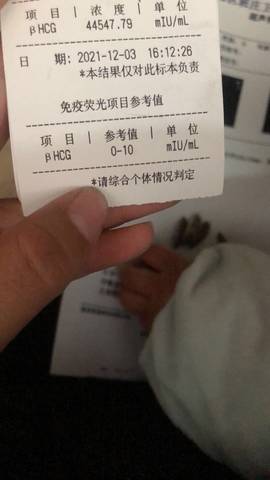 项 目 | 浓 度 | 单 位
βHCG 44547.79 mIU/mL
日 期: 2021-12-03 16:12:26
*本结果仅对此标本负责
免疫荧光项目参考值
项 目 | 参考值 | 单 位
βHCG 0-10 mIU/mL
*请综合个体情况判定